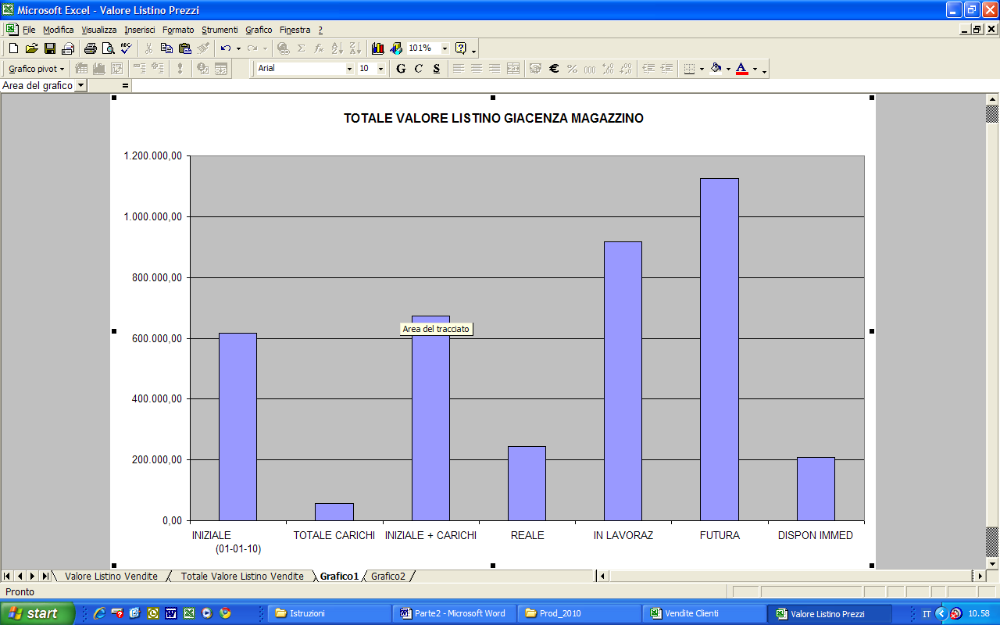 Microsoft Excel - Valore Listino Prezzi
File Modifica Visualizza Inserisci Formato Strumenti Grafico Finestra ?
101%
Grafico pivot Arial 10 G C S € % 000
Area del grafico =
TOTALE VALORE LISTINO GIACENZA MAGAZZINO
1.200.000,00
1.000.000,00
800.000,00
600.000,00
400.000,00
200.000,00
0,00
Area del tracciato
INIZIALE TOTALE CARICHI INIZIALE + CARICHI REALE IN LAVORAZ FUTURA DISPON IMMED
(01-01-10)
Valore Listino Vendite Totale Valore Listino Vendite Grafico1 Grafico2
Pronto
start Istruzioni Parte2 - Microsoft Word Prod_2010 Vendite Clienti Valore Listino Prezzi IT 10.58